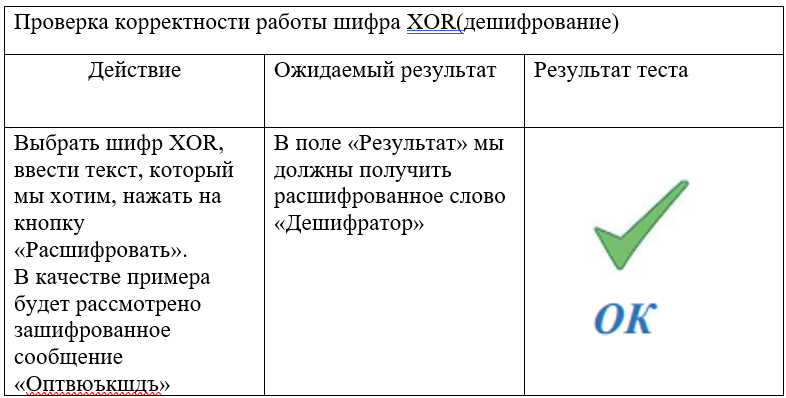 Проверка корректности работы шифра XOR(дешифрование)
Действие
Ожидаемый результат
Результат теста
Выбрать шифр XOR,
ввести текст, который
мы хотим, нажать на
кнопку
«Расшифровать».
В качестве примера
будет рассмотрено
зашифрованное
сообщение
«Оптвюъкшдъ»
В поле «Результат» мы
должны получить
расшифрованное слово
«Дешифратор»
ОК